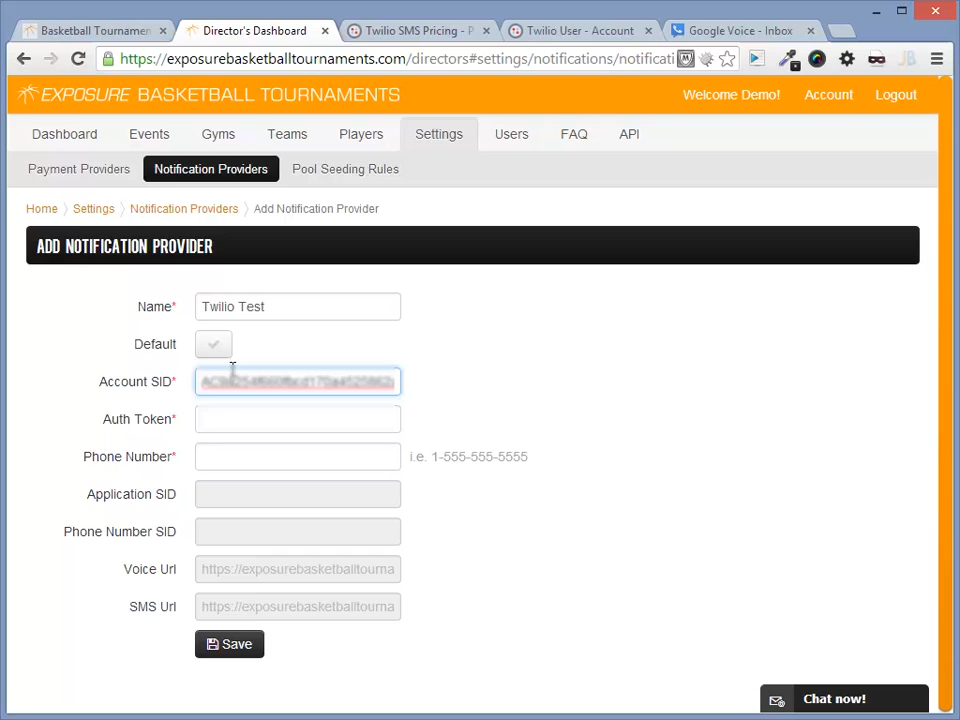 Basketball Tournamen
Director's Dashboard
Twilio SMS Pricing - P
Twilio User - Account
Google Voice - Inbox
https://exposurebasketballtournaments.com/directors#settings/notifications/notificati
EXPOSURE BASKETBALL TOURNAMENTS
Welcome Demo! Account Logout
Dashboard Events Gyms Teams Players Settings Users FAQ API
Payment Providers Notification Providers Pool Seeding Rules
Home Settings Notification Providers Add Notification Provider
ADD NOTIFICATION PROVIDER
Name* Twilio Test
Default
Account SID*
Auth Token*
Phone Number* i.e. 1-555-555-5555
Application SID
Phone Number SID
Voice Url https://exposurebasketballtourna
SMS Url https://exposurebasketballtourna
Save
Chat now!